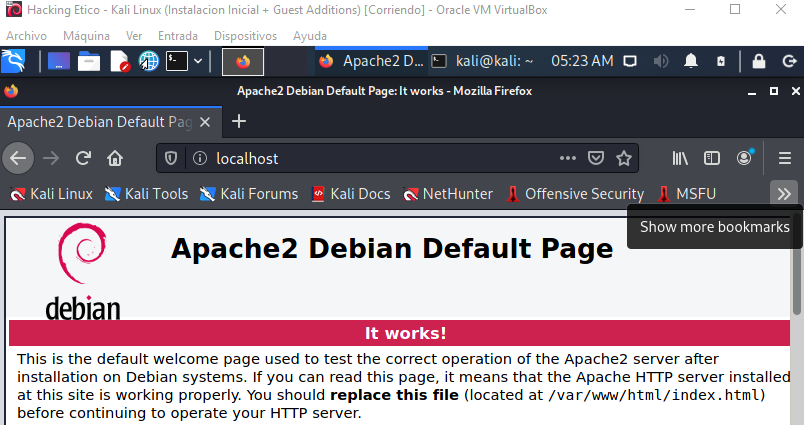 Hacking Etico - Kali Linux (Instalacion Inicial + Guest Additions) [Corriendo] - Oracle VM VirtualBox
Archivo Máquina Ver Entrada Dispositivos Ayuda
Apache2 D... kali@kali: ~ 05:23 AM
Apache2 Debian Default Page: It works - Mozilla Firefox
Apache2 Debian Default Pag
localhost
Kali Linux Kali Tools Kali Forums Kali Docs NetHunter Offensive Security MSFU
Show more bookmarks
Apache2 Debian Default Page
debian
It works!
This is the default welcome page used to test the correct operation of the Apache2 server after
installation on Debian systems. If you can read this page, it means that the Apache HTTP server installed
at this site is working properly. You should replace this file (located at /var/www/html/index.html)
before continuing to operate your HTTP server.